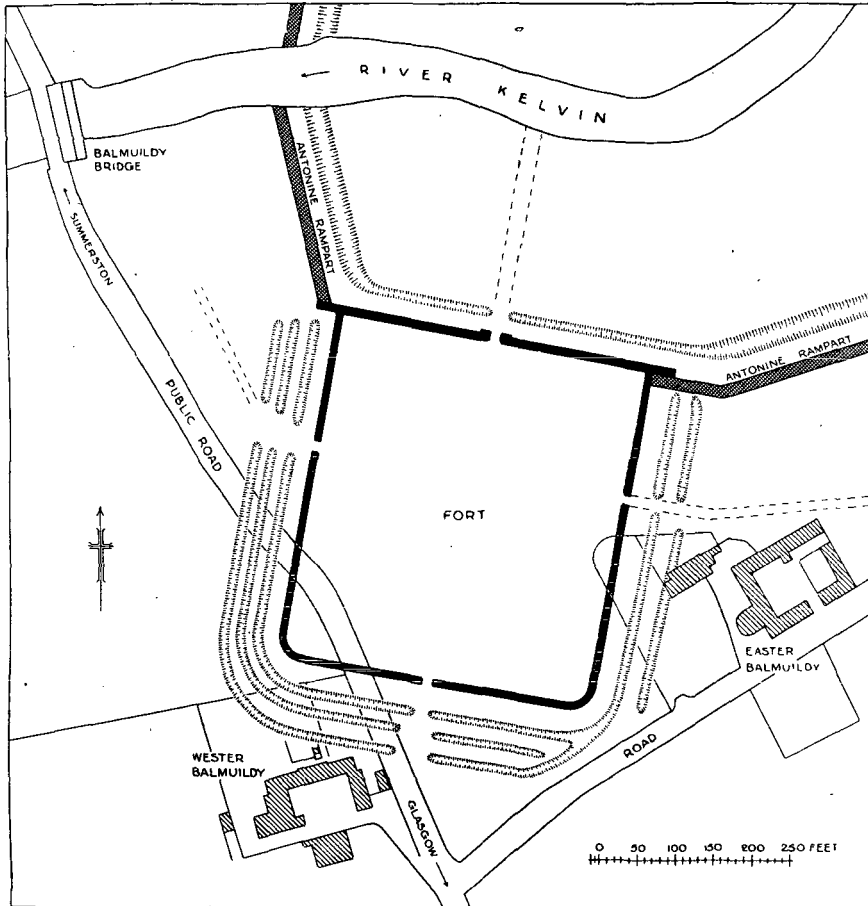 RIVER KELVIN
BALMUILDY
BRIDGE
ANTONINE RAMPART
SUMMERSTON
PUBLIC ROAD
ANTONINE RAMPART
FORT
EASTER
BALMUILDY
WESTER
BALMUILDY
ROAD
GLASGOW
0 50 100 150 200 250 FEET